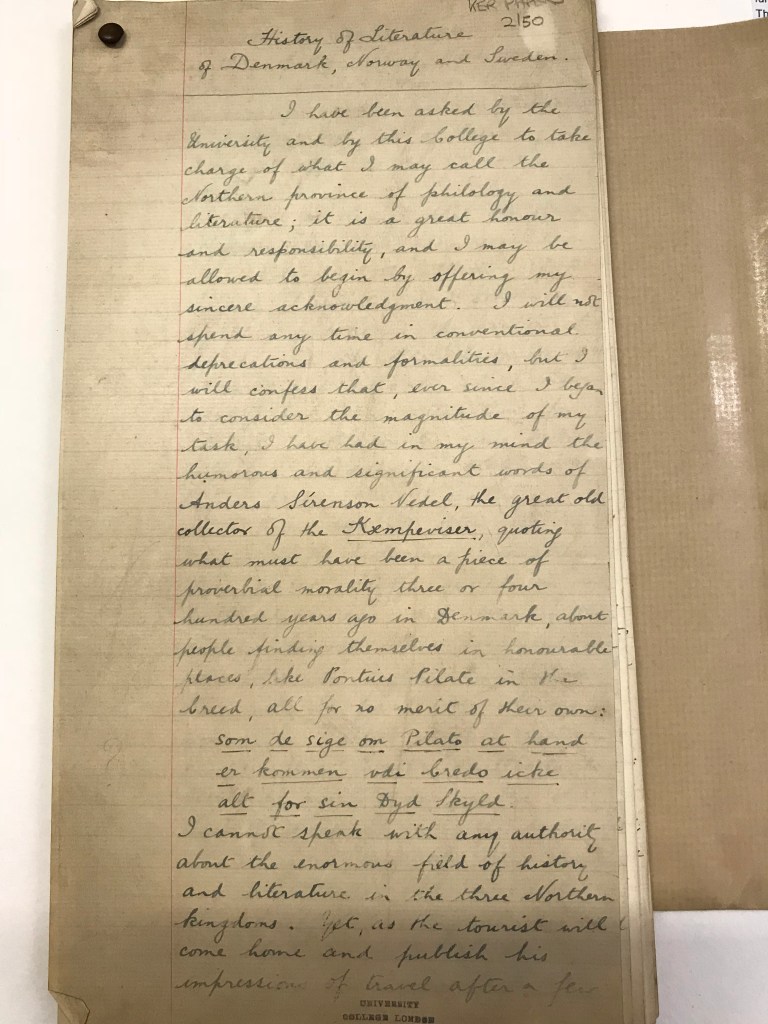 KER PAPERS
2/50
History of Literature
of Denmark, Norway and Sweden.
I have been asked by the
University and by this College to take
charge of what I may call the
Northern province of philology and
literature; it is a great honour
and responsibility, and I may be
allowed to begin by offering my
sincere acknowledgment. I will not
spend any time in conventional
deprecations and formalities, but I
will confess that, ever since I began
to consider the magnitude of my
task, I have had in my mind the
humorous and significant words of
Anders Sörenson Vedel, the great old
collector of the Kæmpeviser, quoting
what must have been a piece of
proverbial morality three or four
hundred years ago in Denmark, about
people finding themselves in honourable
places, like Pontius Pilate in the
Creed, all for no merit of their own:
som de sige om Pilato at hand
er kommen vdi Credo icke
alt for sin Dyd Skyld.
I cannot speak with any authority
about the enormous field of history
and literature in the three Northern
kingdoms. Yet, as the tourist will
come home and publish his
impressions of travel after a few
UNIVERSITY
COLLEGE LONDON